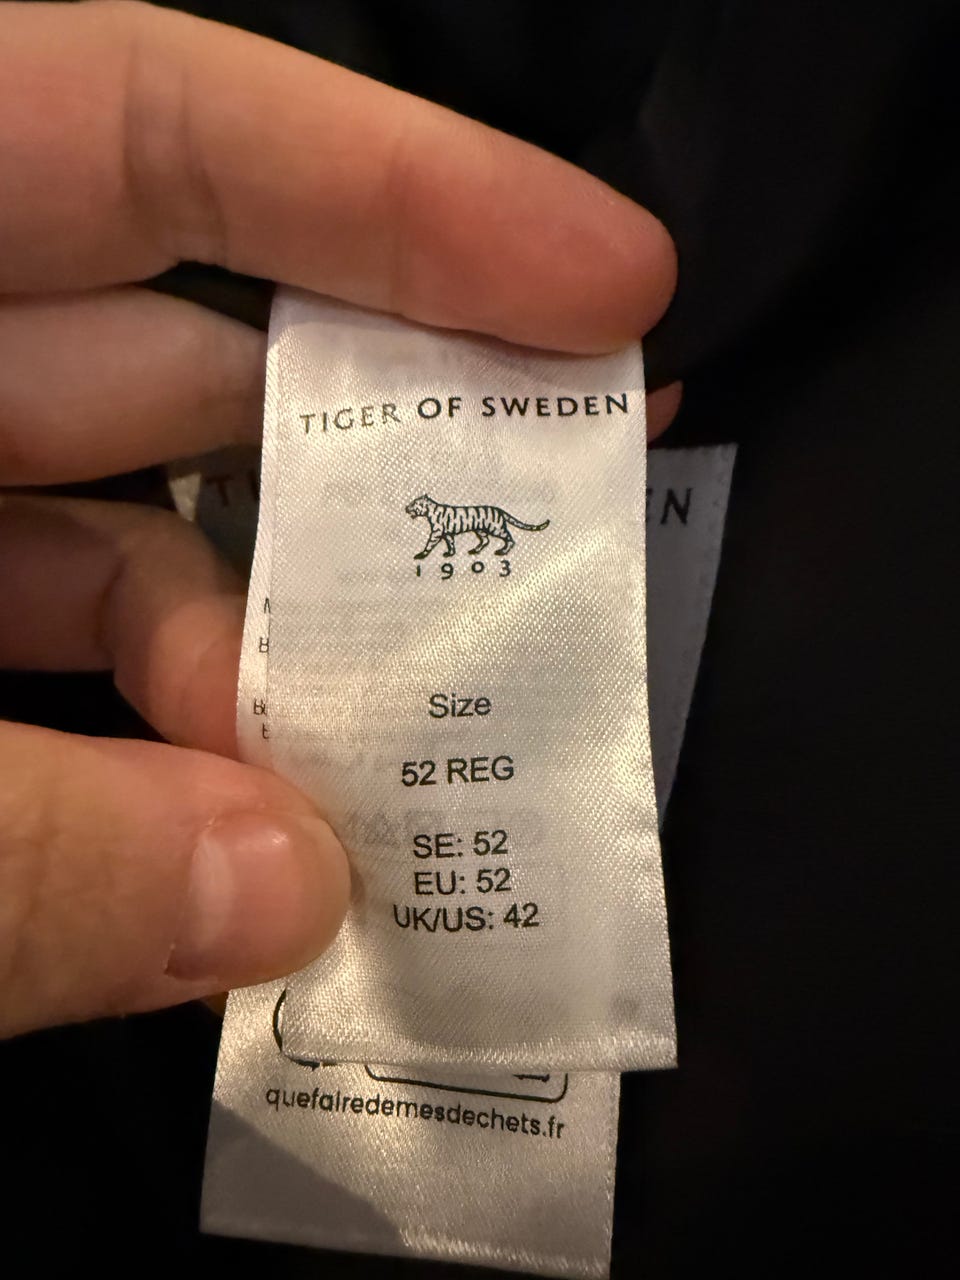 TIGER OF SWEDEN
1903
Size
52 REG
SE: 52
EU: 52
UK/US: 42
quefairedemesdechets.fr